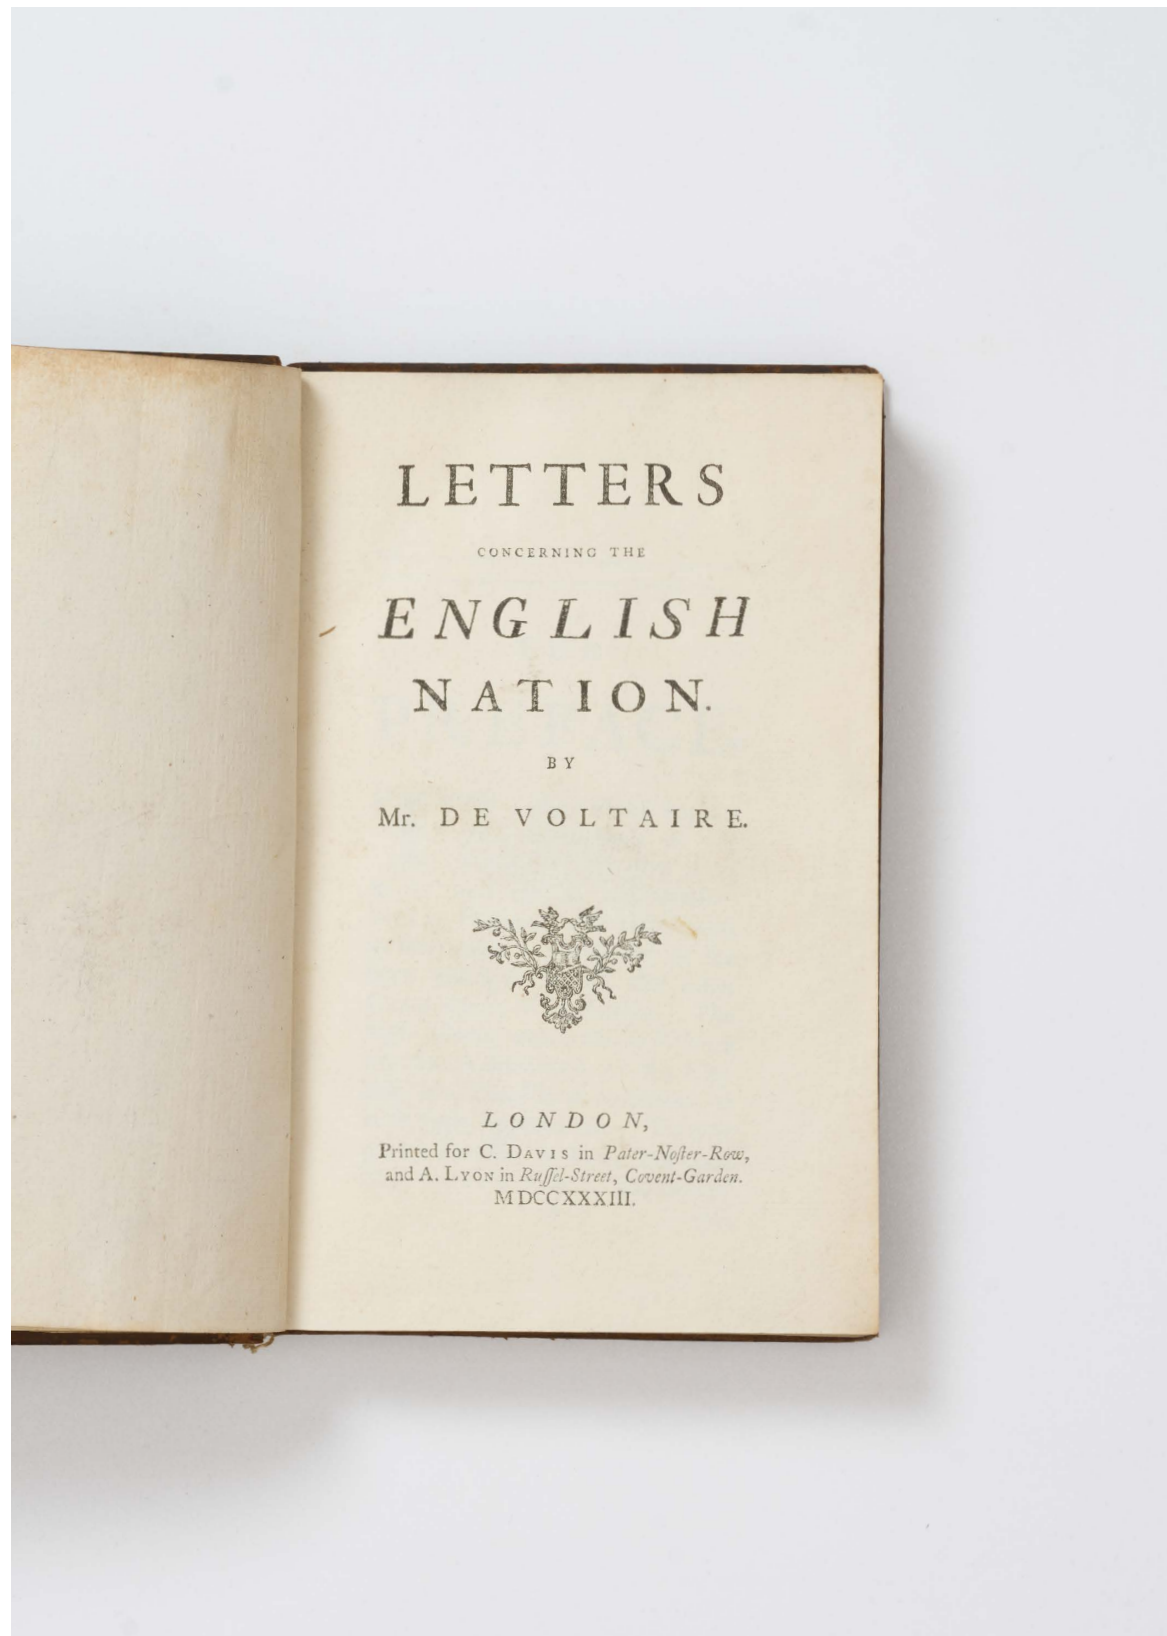 LETTERS
CONCERNING THE
ENGLISH
NATION.
BY
Mr. DE VOLTAIRE.
LONDON,
Printed for C. DAVIS in Pater-Noſter-Row,
and A. LYON in Ruſſel-Street, Covent-Garden.
MDCCXXXIII.